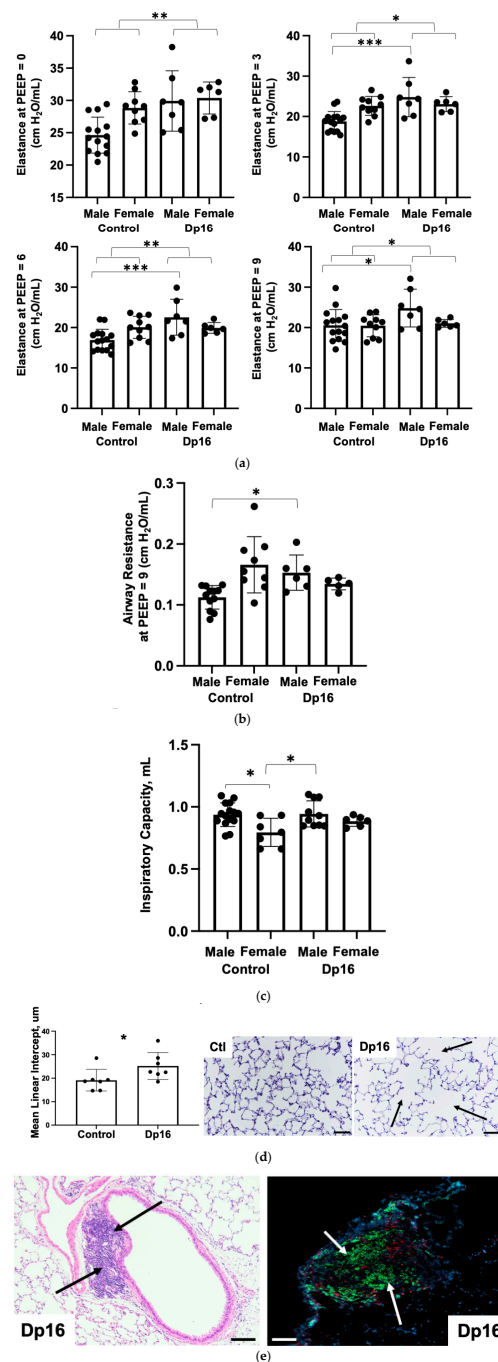 ** *
Elastance at PEEP = 0
(cm H₂O/mL)
40
35
30
25
20
15
Male Female Male Female
Control Dp16
***
Elastance at PEEP = 3
(cm H₂O/mL)
40
30
20
10
0
Male Female Male Female
Control Dp16
**
***
Elastance at PEEP = 6
(cm H₂O/mL)
40
30
20
10
0
Male Female Male Female
Control Dp16
*
*
Elastance at PEEP = 9
(cm H₂O/mL)
40
30
20
10
0
Male Female Male Female
Control Dp16
(a)
*
Airway Resistance
at PEEP = 9 (cm H₂O/mL)
0.3
0.2
0.1
0.0
Male Female Male Female
Control Dp16
(b)
* *
Inspiratory Capacity, mL
1.5
1.0
0.5
0.0
Male Female Male Female
Control Dp16
(c)
*
Mean Linear Intercept, um
40
30
20
10
0
Control Dp16
Ctl
Dp16
(d)
Dp16
Dp16
(e)